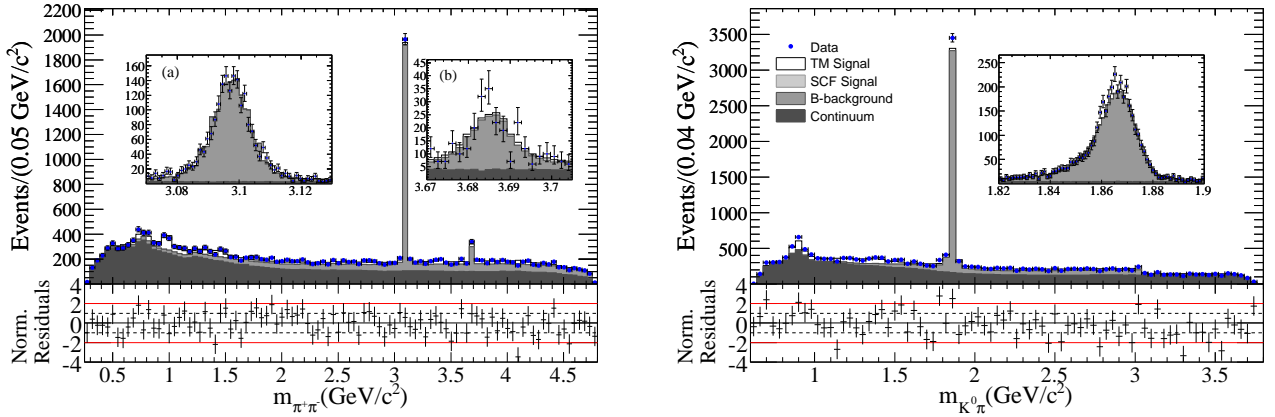 Events/(0.05 GeV/c²)
2200
2000
1800
1600
1400
1200
1000
800
600
400
200
(a)
160
140
120
100
80
60
40
20
3.08 3.1 3.12
(b)
45
40
35
30
25
20
15
10
5
3.67 3.68 3.69 3.7
Norm.
Residuals
4
2
0
-2
-4
0.5 1 1.5 2 2.5 3 3.5 4 4.5
m π⁺π⁻ (GeV/c²)
Events/(0.04 GeV/c²)
3500
3000
2500
2000
1500
1000
500
Data
TM Signal
SCF Signal
B-background
Continuum
250
200
150
100
50
1.82 1.84 1.86 1.88 1.9
Norm.
Residuals
4
2
0
-2
-4
1 1.5 2 2.5 3 3.5
m K⁰π (GeV/c²)